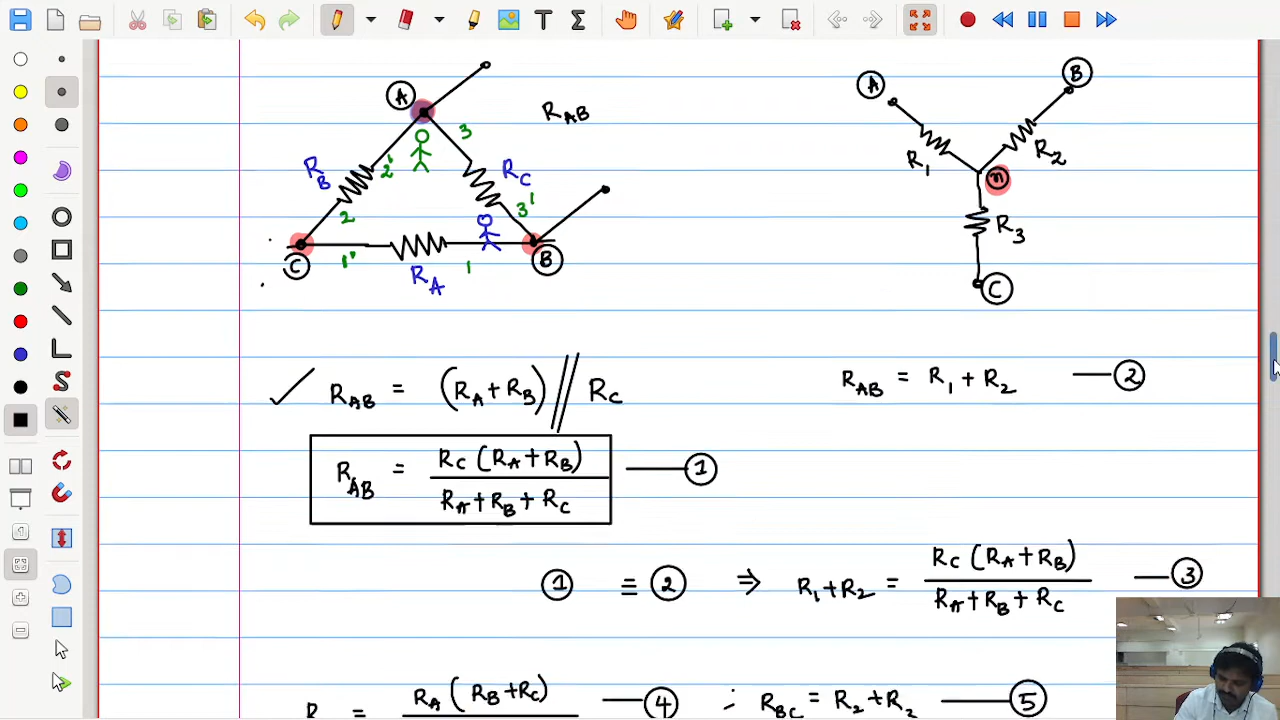 A
B
A
R_AB
3
R_B
2'
R_C
R_1
R_2
n
3'
2
R_3
C
1'
R_A
1
B
C
✓ R_AB = (R_A + R_B) // R_C
R_AB = R_1 + R_2 — 2
R_AB = R_C (R_A + R_B) / R_A + R_B + R_C — 1
1 ≡ 2 ⇒ R_1 + R_2 = R_C (R_A + R_B) / R_A + R_B + R_C — 3
R_A (R_B + R_C) — 4
R_BC = R_2 + R_2 — 5